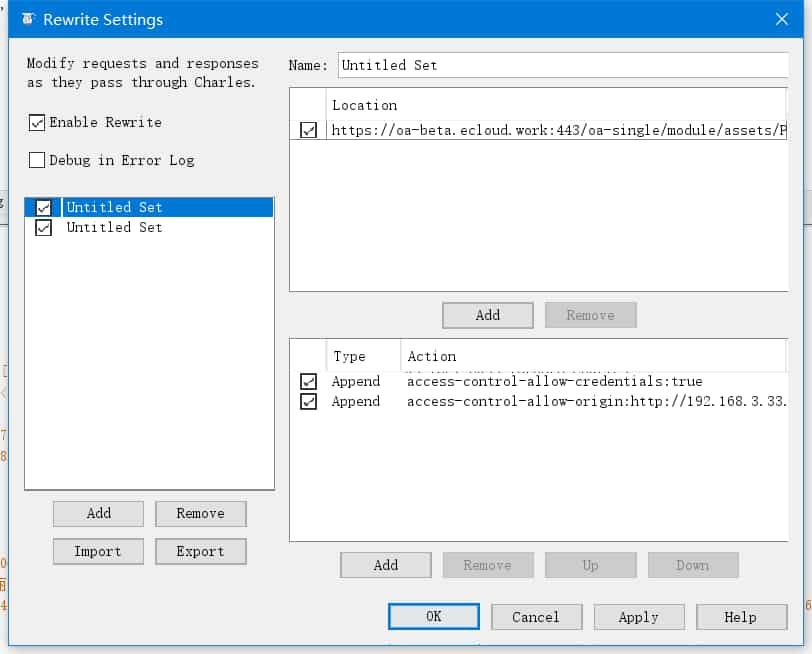 Rewrite Settings
Modify requests and responses
as they pass through Charles.
Enable Rewrite
Debug in Error Log
Untitled Set
Untitled Set
Add
Remove
Import
Export
Name:
Untitled Set
Location
https://oa-beta.ecloud.work:443/oa-single/module/assets/P
Add
Remove
Type
Action
Append
access-control-allow-credentials:true
Append
access-control-allow-origin:http://192.168.3.33.
Add
Remove
Up
Down
OK
Cancel
Apply
Help